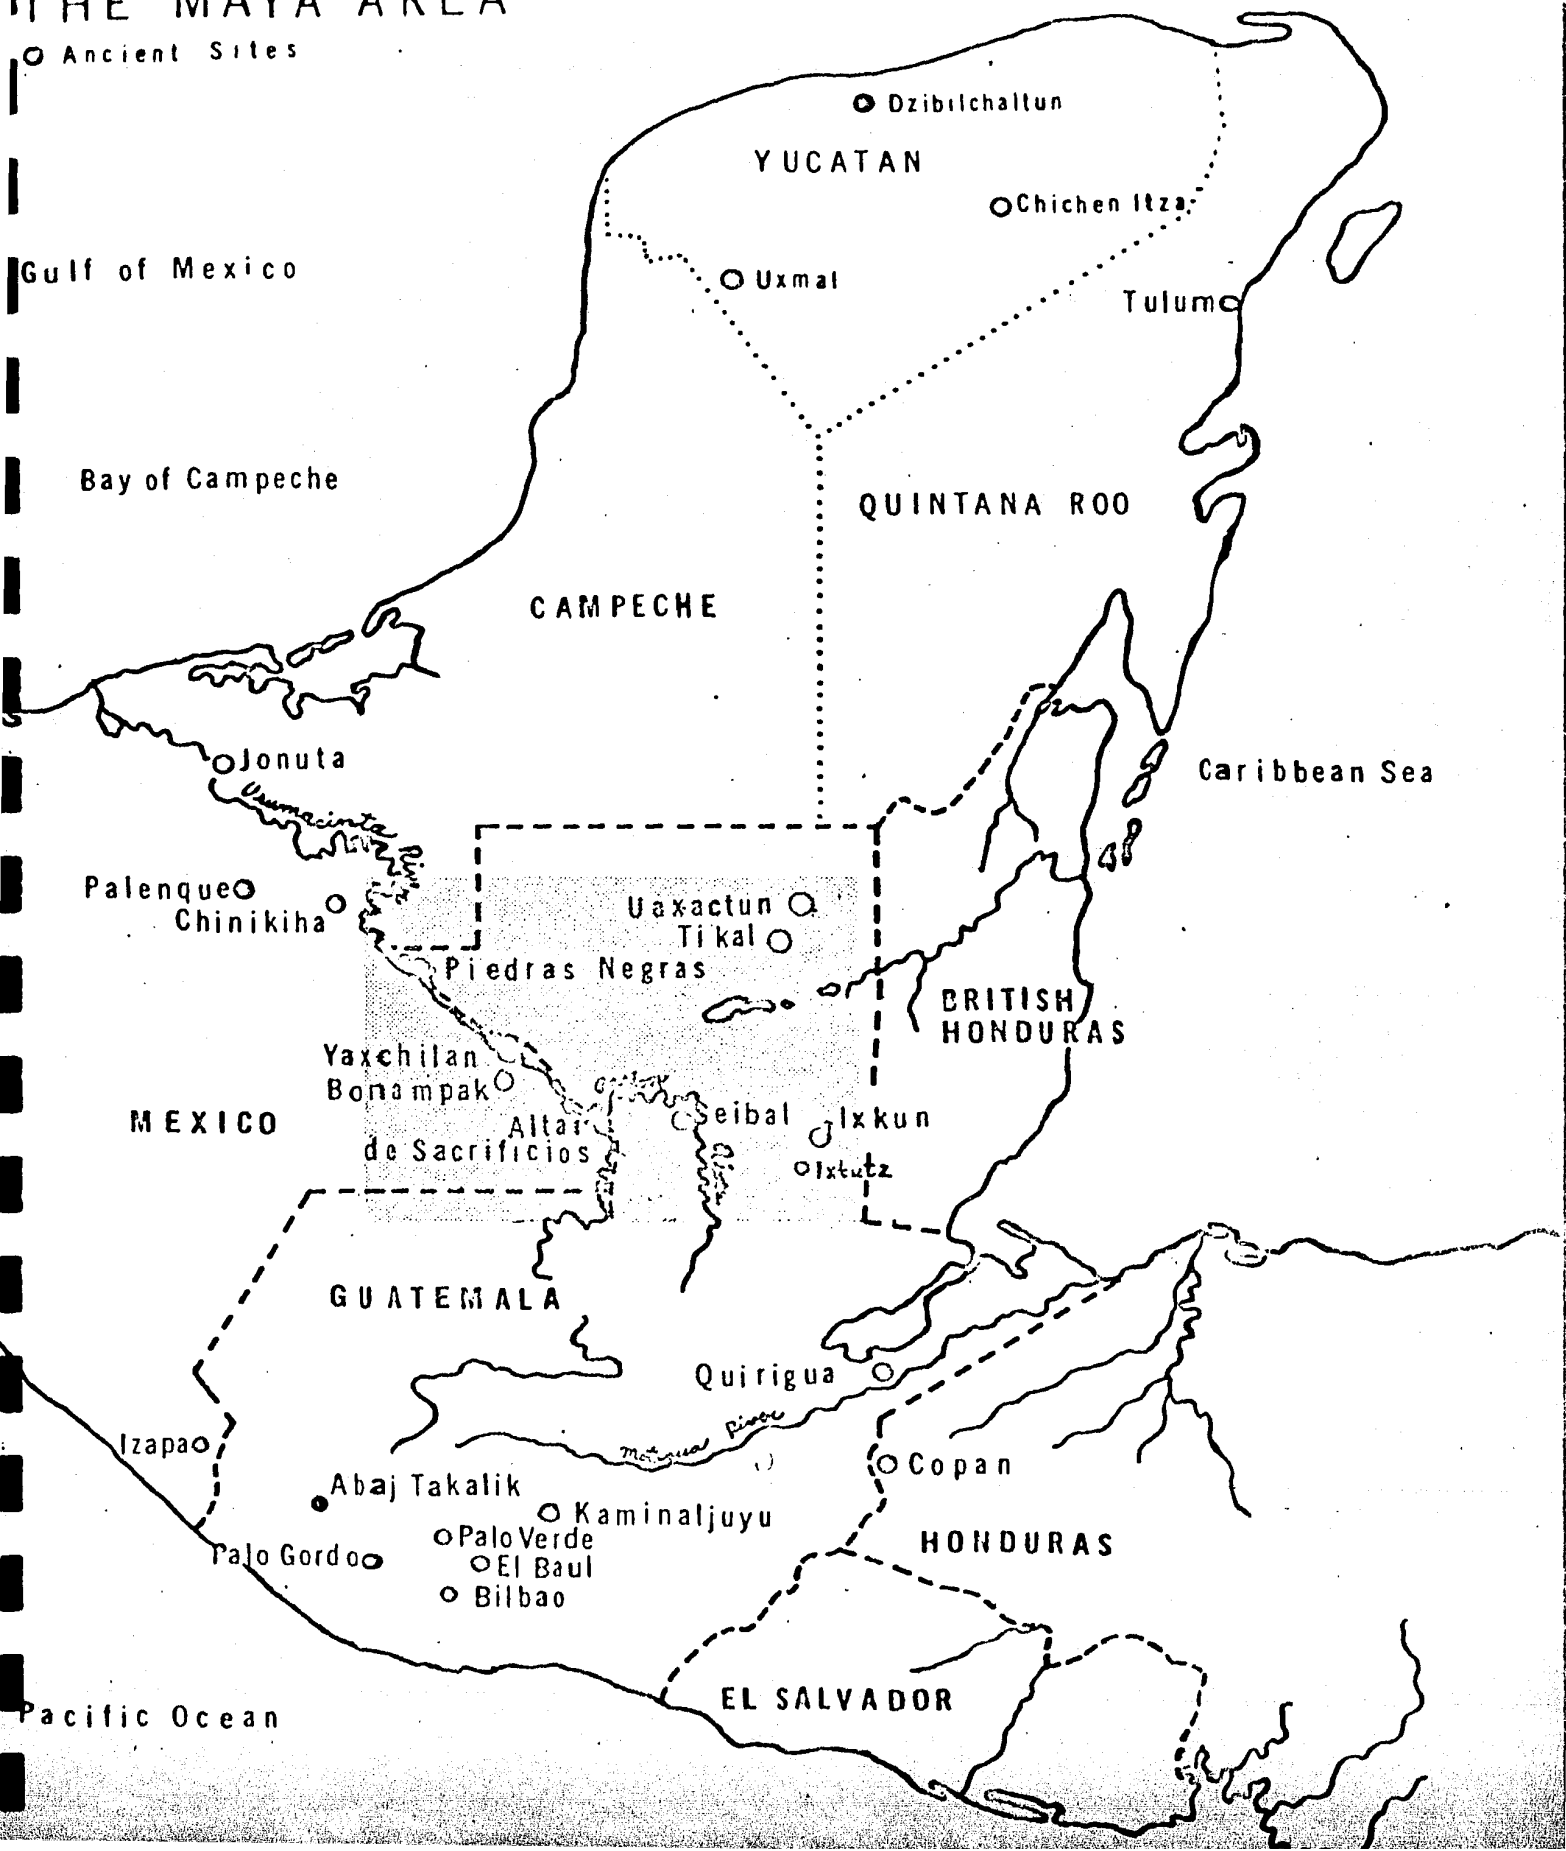 THE MAYA AREA
Ancient Sites
Dzibilchaltun
YUCATAN
Chichen Itza
Gulf of Mexico
Uxmal
Tulum
Bay of Campeche
QUINTANA ROO
CAMPECHE
Jonuta
Caribbean Sea
Usumacinta River
Palenque
Chinikiha
Uaxactun
Tikal
Piedras Negras
BRITISH
HONDURAS
Yaxchilan
Bonampak
MEXICO
Altar
de Sacrificios
Seibal
Ixkun
Ixtutz
GUATEMALA
Quirigua
Motagua River
Izapa
Copan
Abaj Takalik
Kaminaljuyu
Palo Verde
Palo Gordo
El Baul
Bilbao
HONDURAS
EL SALVADOR
Pacific Ocean